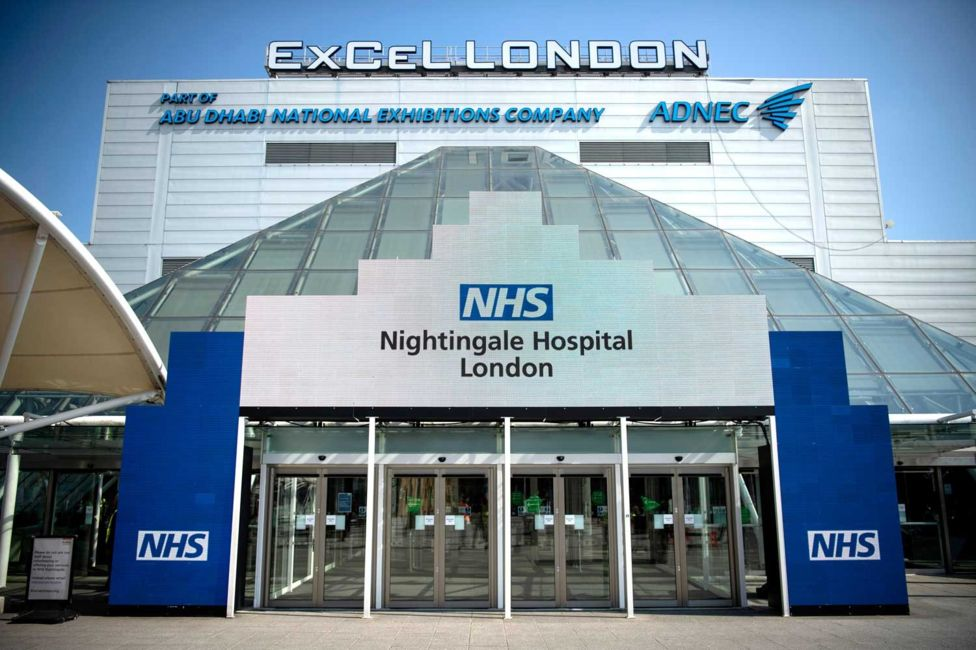 ExCeL LONDON
PART OF
ABU DHABI NATIONAL EXHIBITIONS COMPANY
ADNEC
NHS
Nightingale Hospital
London
NHS
NHS